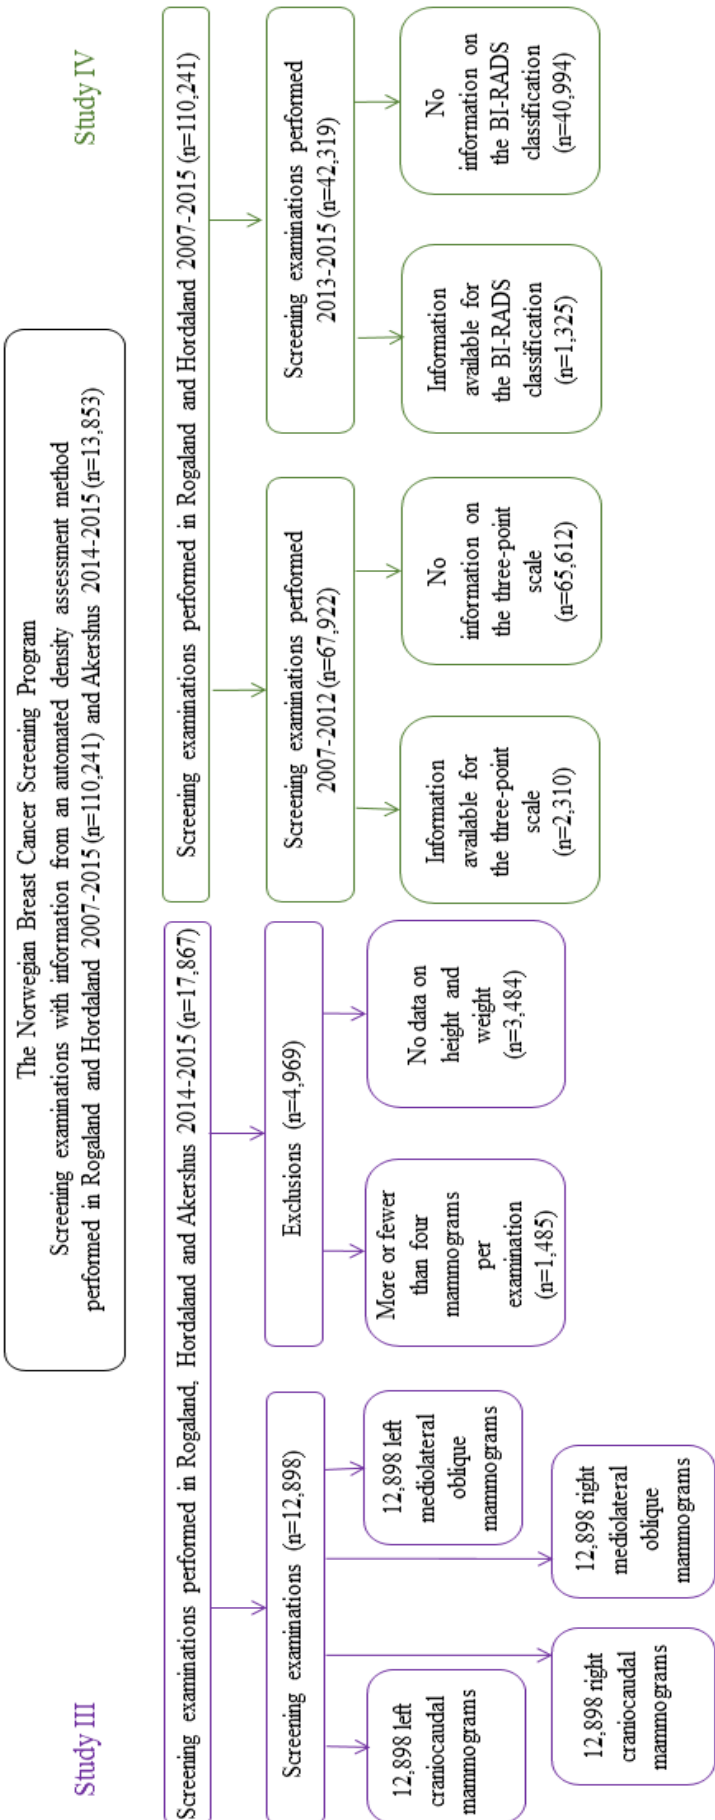 The Norwegian Breast Cancer Screening Program
Screening examinations with information from an automated density assessment method
performed in Rogaland and Hordaland 2007-2015 (n=110,241) and Akershus 2014-2015 (n=13,853)
Study III
Screening examinations performed in Rogaland, Hordaland and Akershus 2014-2015 (n=17,867)
Screening examinations (n=12,898)
12,898 left
craniocaudal
mammograms
12,898 right
craniocaudal
mammograms
12,898 right
mediolateral
oblique
mammograms
12,898 left
mediolateral
oblique
mammograms
Exclusions (n=4,969)
More or fewer
than four
mammograms
per
examination
(n=1,485)
No data on
height and
weight
(n=3,484)
Study IV
Screening examinations performed in Rogaland and Hordaland 2007-2015 (n=110,241)
Screening examinations performed
2007-2012 (n=67,922)
Information
available for
the three-point
scale
(n=2,310)
No
information on
the three-point
scale
(n=65,612)
Screening examinations performed
2013-2015 (n=42,319)
Information
available for
the BI-RADS
classification
(n=1,325)
No
information on
the BI-RADS
classification
(n=40,994)